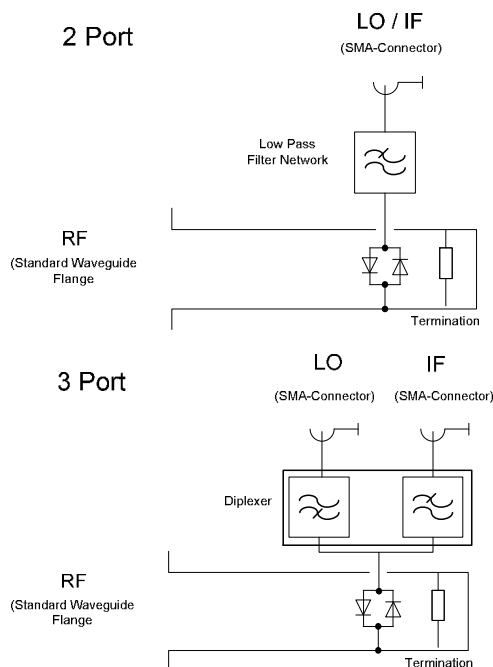 2 Port
LO / IF
(SMA-Connector)
Low Pass
Filter Network
RF
(Standard Waveguide
Flange
Termination
3 Port
LO
IF
(SMA-Connector)
(SMA-Connector)
Diplexer
RF
(Standard Waveguide
Flange
Termination